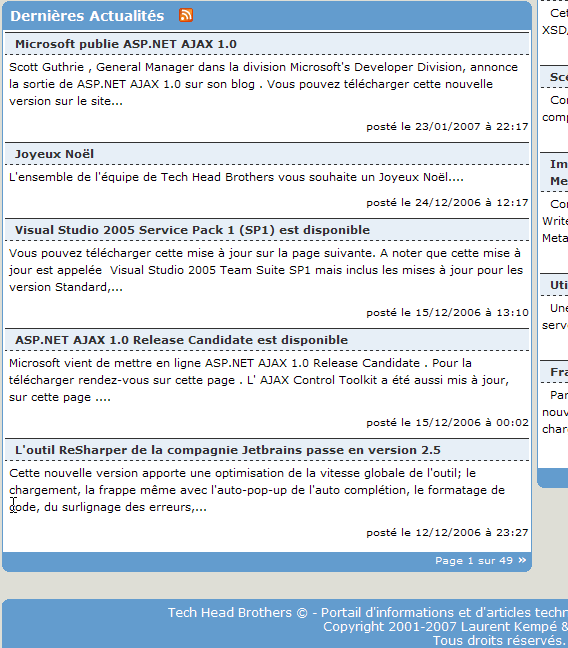 Dernières Actualités
Microsoft publie ASP.NET AJAX 1.0
Scott Guthrie , General Manager dans la division Microsoft's Developer Division, annonce
la sortie de ASP.NET AJAX 1.0 sur son blog . Vous pouvez télécharger cette nouvelle
version sur le site...
posté le 23/01/2007 à 22:17
Joyeux Noël
L'ensemble de l'équipe de Tech Head Brothers vous souhaite un Joyeux Noël....
posté le 24/12/2006 à 12:17
Visual Studio 2005 Service Pack 1 (SP1) est disponible
Vous pouvez télécharger cette mise à jour sur la page suivante. A noter que cette mise à
jour est appelée  Visual Studio 2005 Team Suite SP1 mais inclus les mises à jour pour les
version Standard,...
posté le 15/12/2006 à 13:10
ASP.NET AJAX 1.0 Release Candidate est disponible
Microsoft vient de mettre en ligne ASP.NET AJAX 1.0 Release Candidate . Pour la
télécharger rendez-vous sur cette page . L' AJAX Control Toolkit a été aussi mis à jour,
sur cette page ....
posté le 15/12/2006 à 00:02
L'outil ReSharper de la compagnie Jetbrains passe en version 2.5
Cette nouvelle version apporte une optimisation de la vitesse globale de l'outil; le
chargement, la frappe même avec l'auto-pop-up de l'auto complétion, le formatage de
code, du surlignage des erreurs,...
posté le 12/12/2006 à 23:27
Page 1 sur 49 »
XSD
Uti
Une
Fra
Par
Tech Head Brothers © - Portail d'informations et d'articles techn
Copyright 2001-2007 Laurent Kempé &
Tous droits réservés.